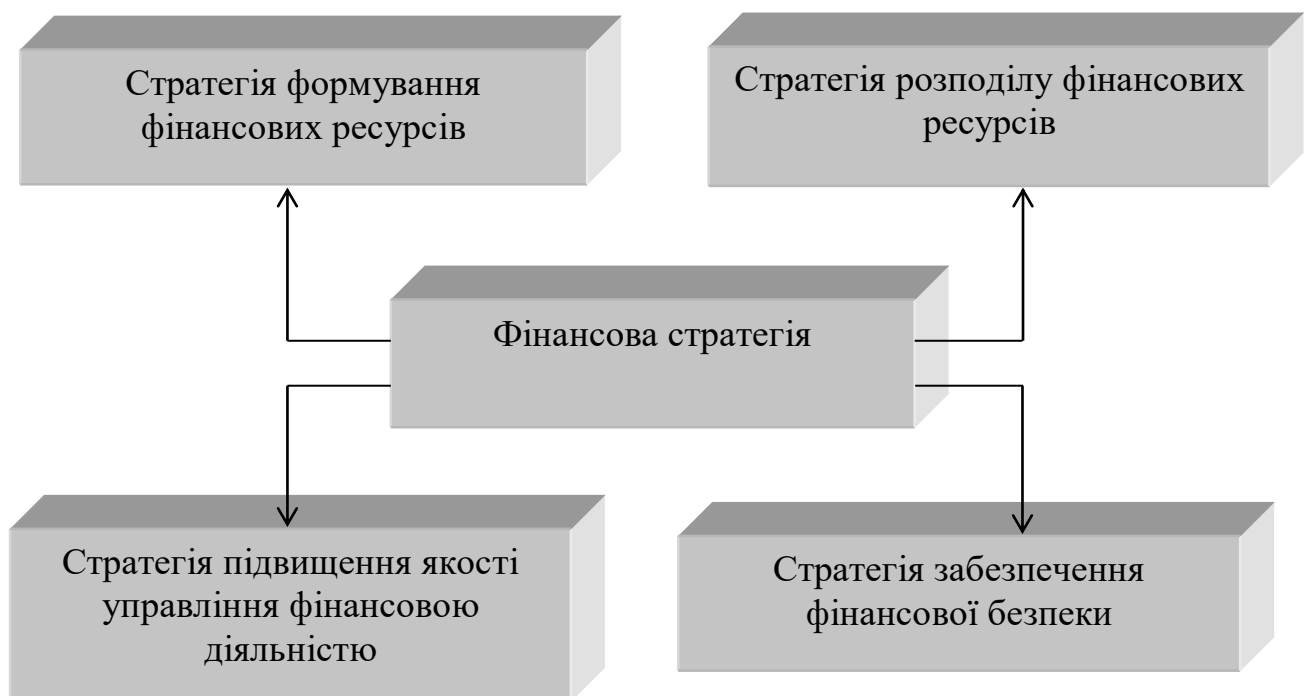 Стратегія формування
фінансових ресурсів
Стратегія розподілу фінансових
ресурсів
Фінансова стратегія
Стратегія підвищення якості
управління фінансовою
діяльністю
Стратегія забезпечення
фінансової безпеки